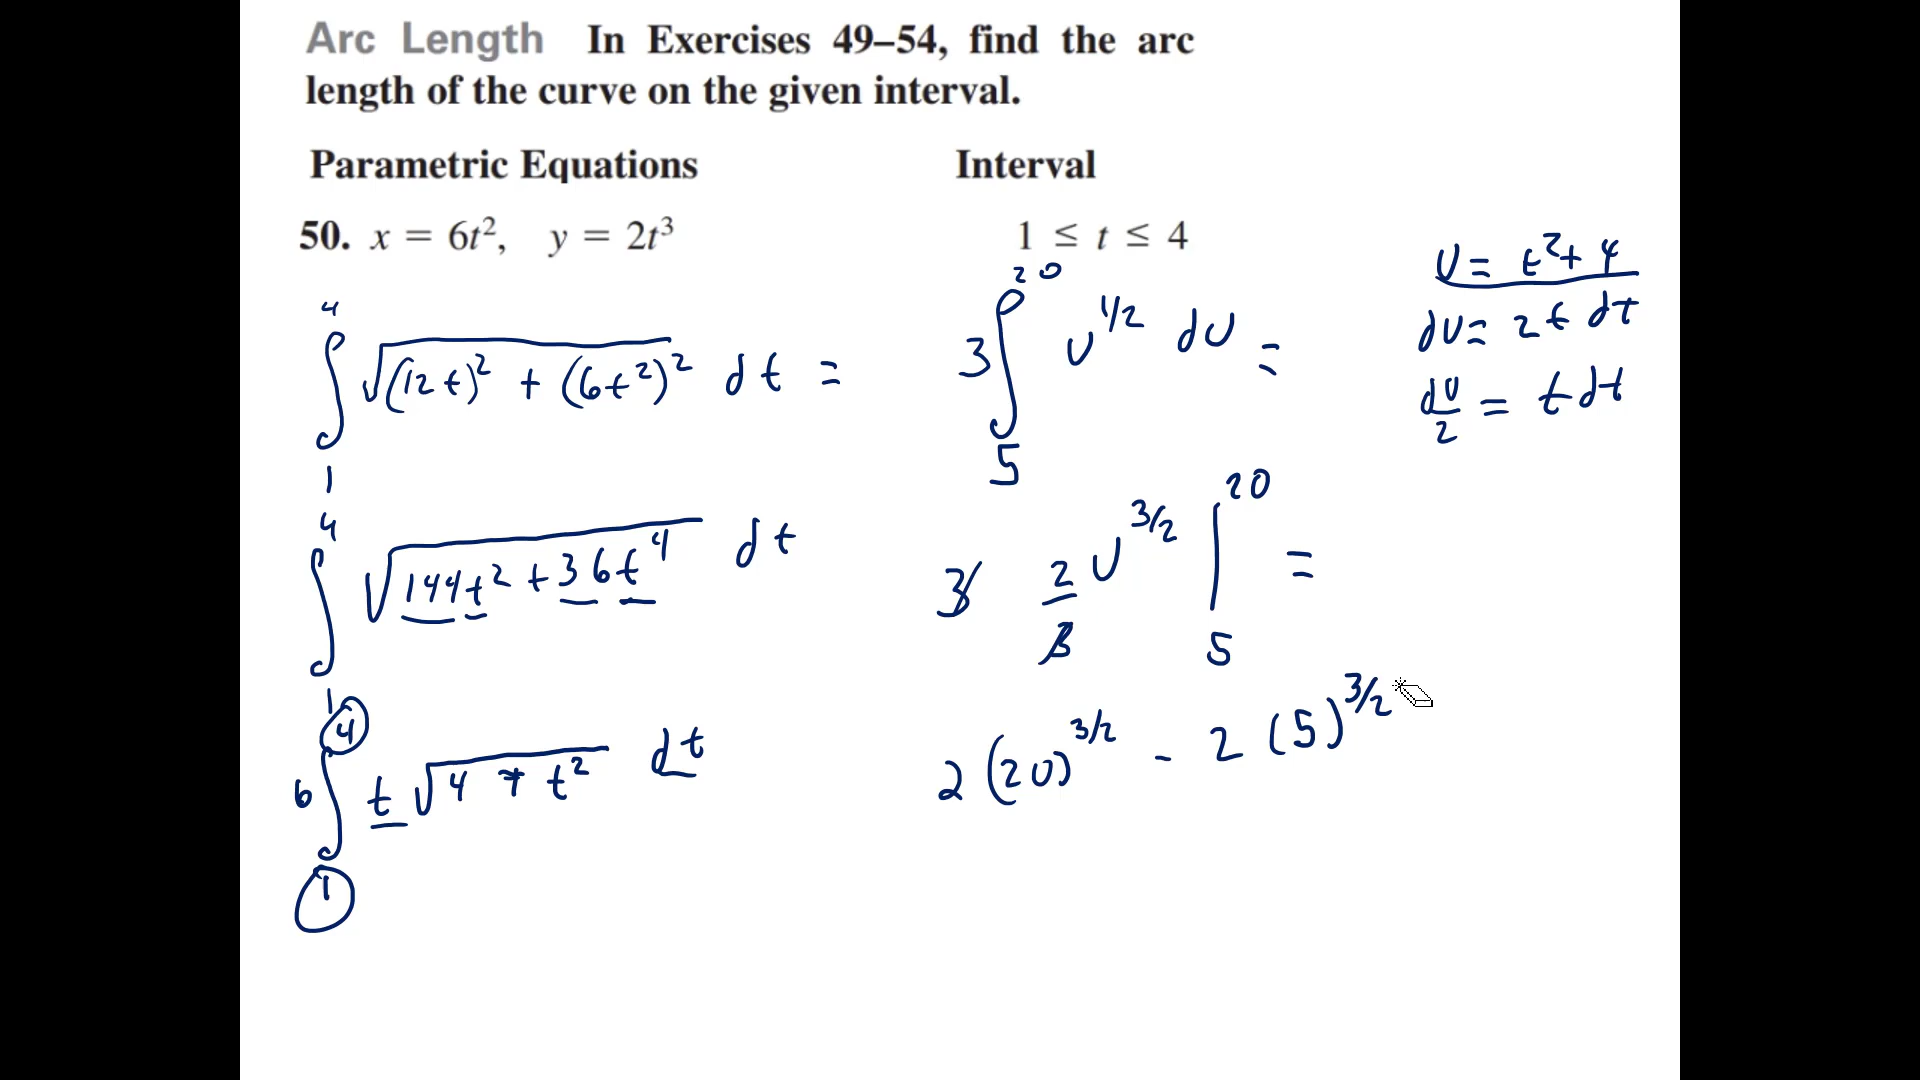 Arc Length In Exercises 49–54, find the arc
length of the curve on the given interval.
Parametric Equations Interval
50. x = 6t², y = 2t³ 1 ≤ t ≤ 4
∫₁⁴ √((12t)² + (6t²)²) dt =
∫₁⁴ √(144t² + 36t⁴) dt
6 ∫₁⁴ t √(4 + t²) dt
3 ∫₅²⁰ U^(1/2) dU =
3 2/3 U^(3/2) |₅²⁰ =
2 (20)^(3/2) - 2 (5)^(3/2)
U = t² + 4
dU = 2t dt
dU/2 = t dt